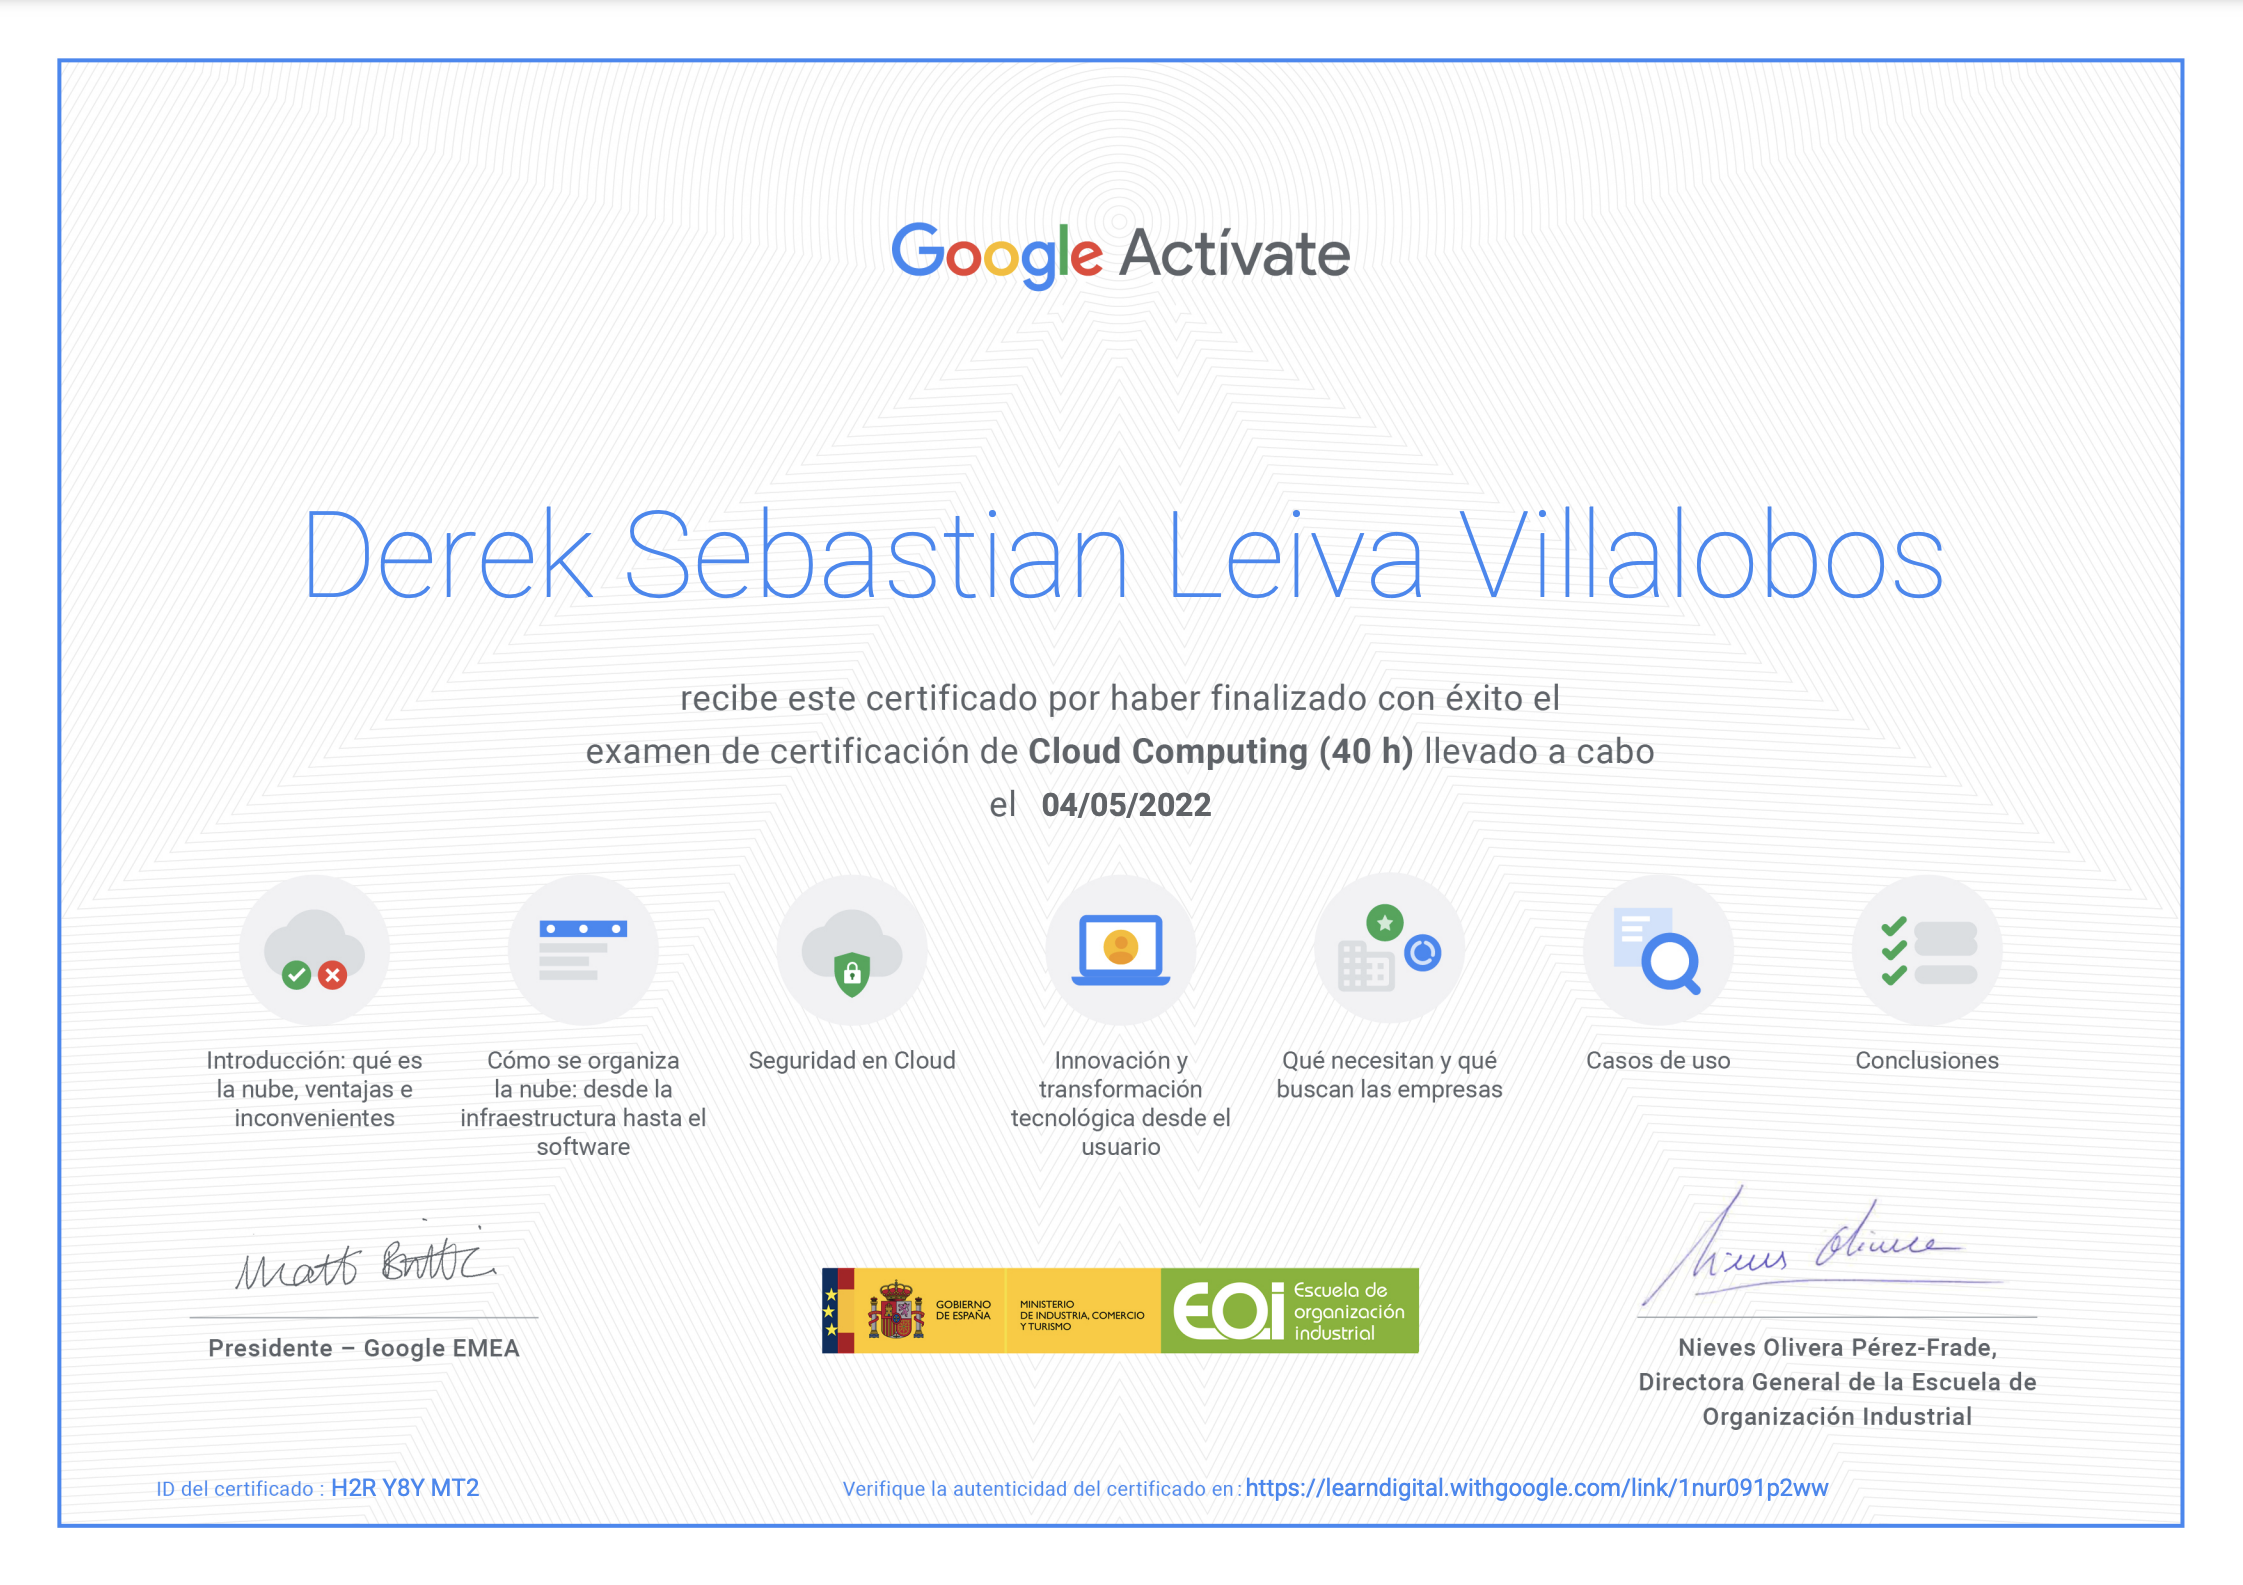 Google Actívate
Derek Sebastian Leiva Villalobos
recibe este certificado por haber finalizado con éxito el
examen de certificación de Cloud Computing (40 h) llevado a cabo
el 04/05/2022
Introducción: qué es
la nube, ventajas e
inconvenientes
Cómo se organiza
la nube: desde la
infraestructura hasta el
software
Seguridad en Cloud
Innovación y
transformación
tecnológica desde el
usuario
Qué necesitan y qué
buscan las empresas
Casos de uso
Conclusiones
Matt
Presidente – Google EMEA
GOBIERNO
DE ESPAÑA
MINISTERIO
DE INDUSTRIA, COMERCIO
Y TURISMO
EOi
Escuela de
organización
industrial
Nieves Olivera
Nieves Olivera Pérez-Frade,
Directora General de la Escuela de
Organización Industrial
ID del certificado : H2R Y8Y MT2
Verifique la autenticidad del certificado en : https://learndigital.withgoogle.com/link/1nur091p2ww